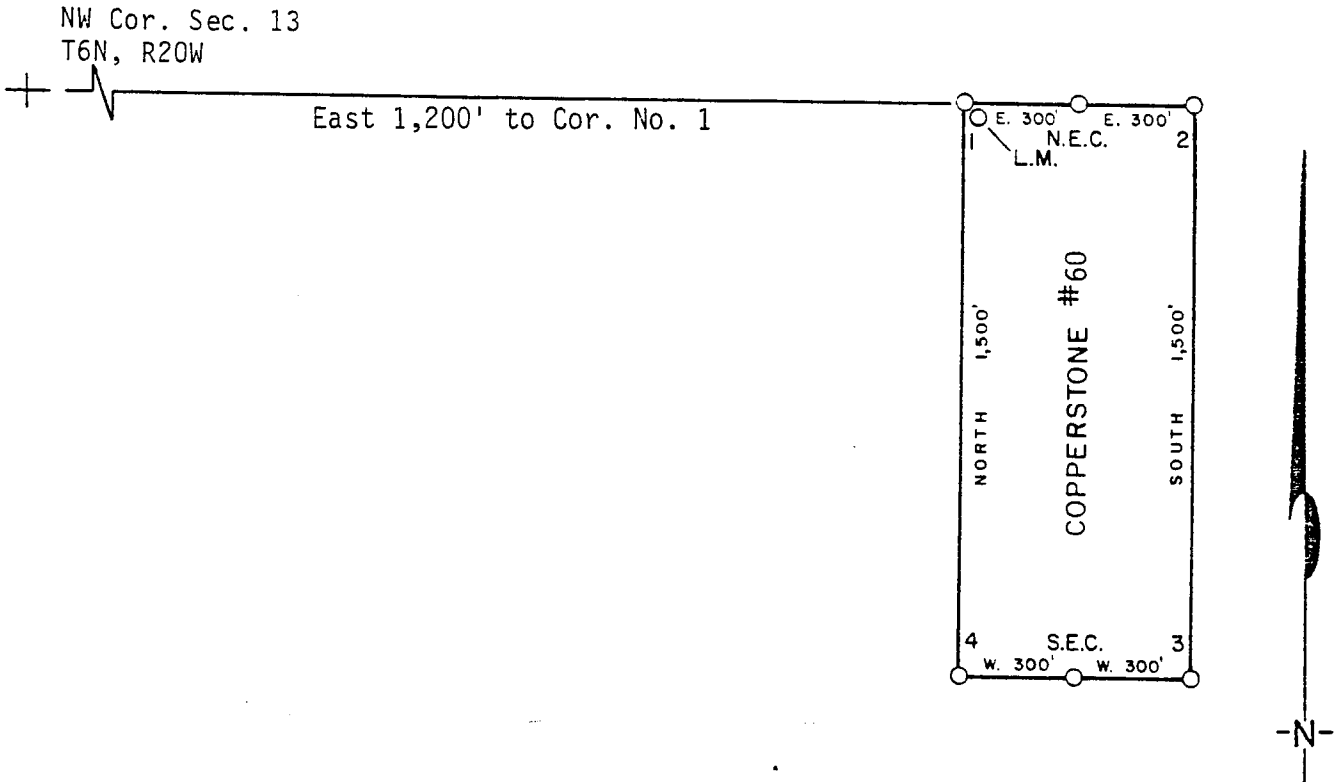 NW Cor. Sec. 13
T6N, R20W
East 1,200' to Cor. No. 1
E. 300' E. 300'
1 N.E.C. 2
L.M.
NORTH 1,500'
COPPERSTONE #60
SOUTH 1,500'
4 S.E.C. 3
W. 300' W. 300'
-N-